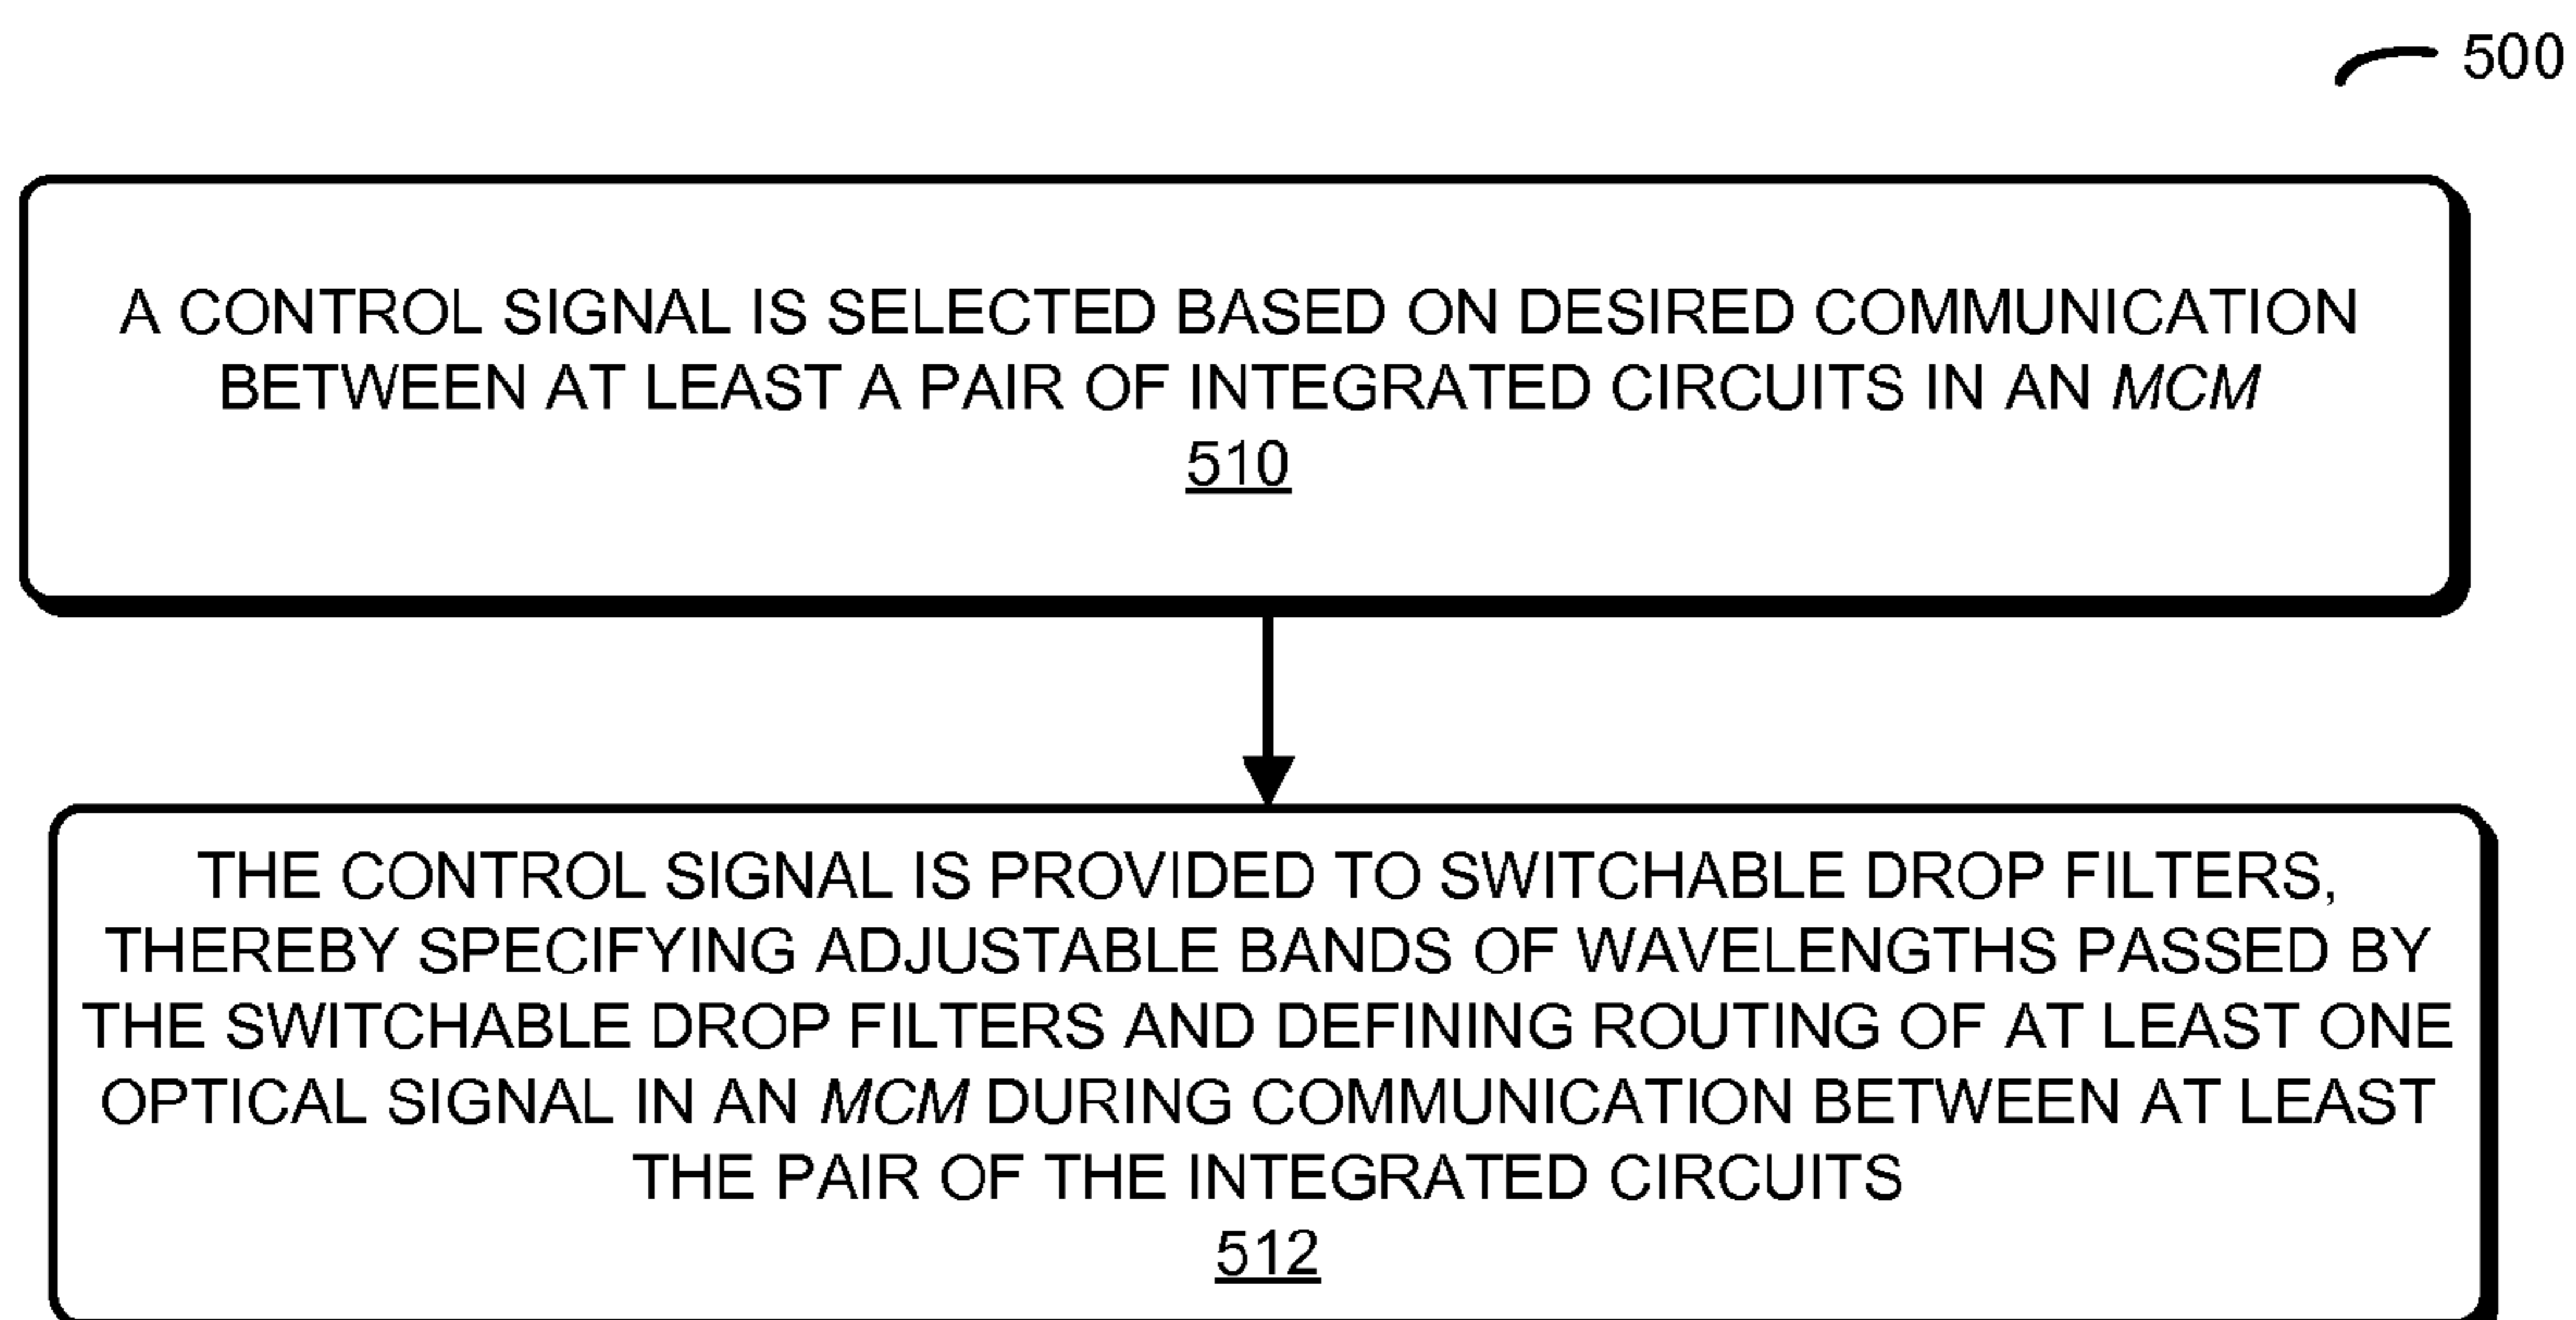 500
A CONTROL SIGNAL IS SELECTED BASED ON DESIRED COMMUNICATION
BETWEEN AT LEAST A PAIR OF INTEGRATED CIRCUITS IN AN MCM
510
THE CONTROL SIGNAL IS PROVIDED TO SWITCHABLE DROP FILTERS,
THEREBY SPECIFYING ADJUSTABLE BANDS OF WAVELENGTHS PASSED BY
THE SWITCHABLE DROP FILTERS AND DEFINING ROUTING OF AT LEAST ONE
OPTICAL SIGNAL IN AN MCM DURING COMMUNICATION BETWEEN AT LEAST
THE PAIR OF THE INTEGRATED CIRCUITS
512